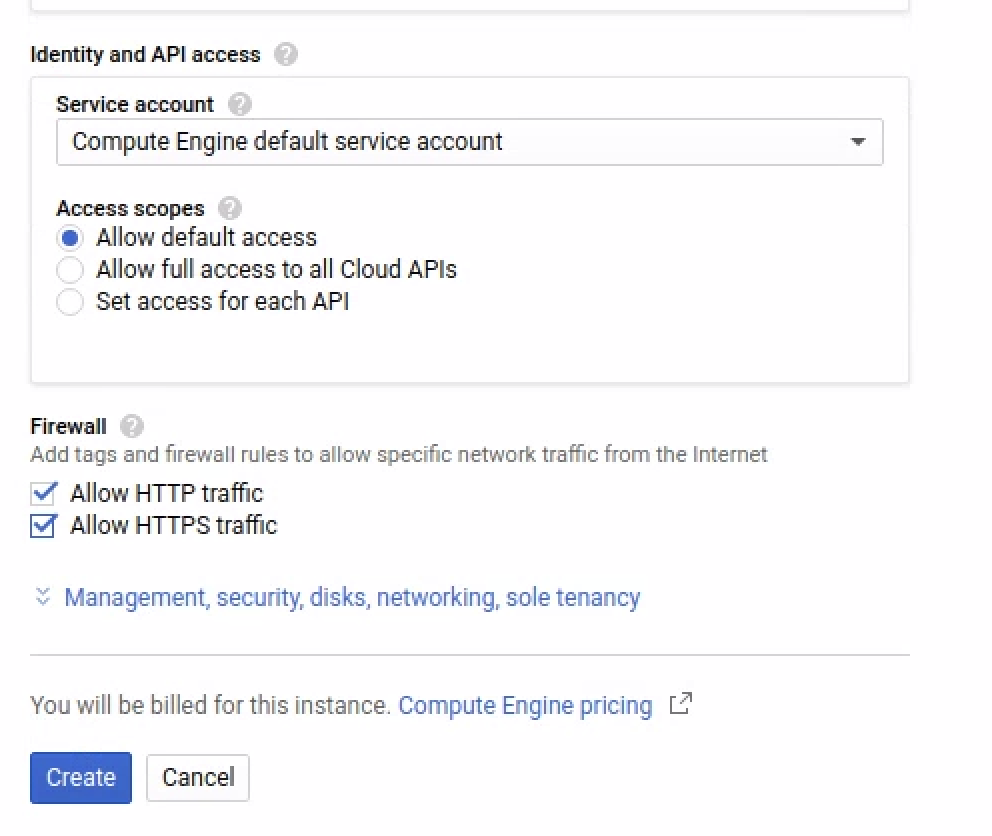 Identity and API access ?
Service account ?
Compute Engine default service account
Access scopes ?
Allow default access
Allow full access to all Cloud APIs
Set access for each API
Firewall ?
Add tags and firewall rules to allow specific network traffic from the Internet
Allow HTTP traffic
Allow HTTPS traffic
Management, security, disks, networking, sole tenancy
You will be billed for this instance. Compute Engine pricing
Create Cancel